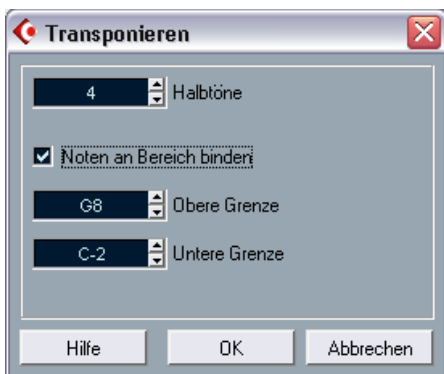 Transponieren
4 Halbtöne
Noten an Bereich binden
G8 Obere Grenze
C-2 Untere Grenze
Hilfe OK Abbrechen